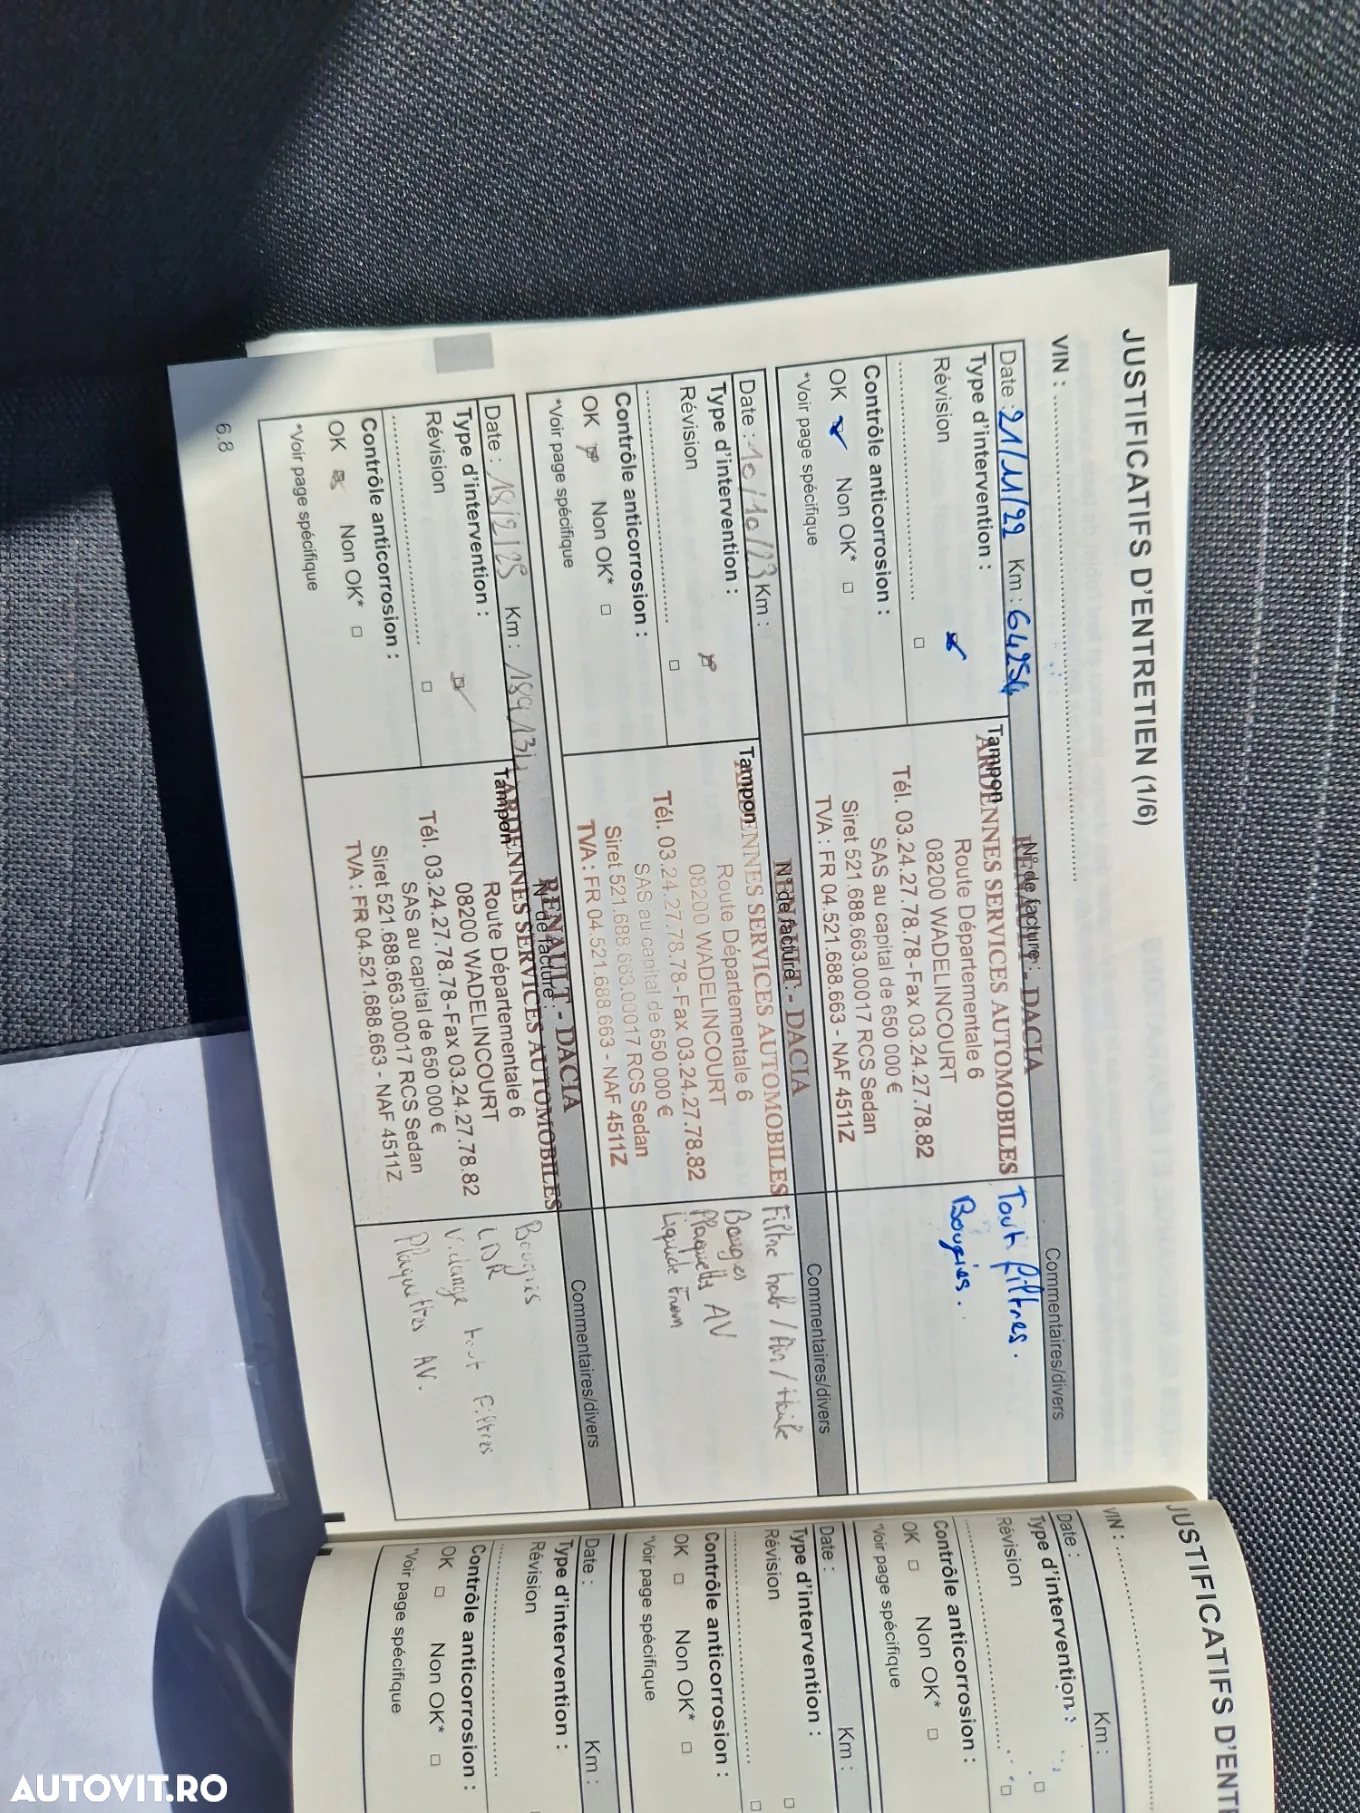 JUSTIFICATIFS D'ENTRETIEN (1/6)
VIN :
Date : 21/11/22 Km : 64254 N° de facture :
RENAULT - DACIA
Commentaires/divers
Type d'intervention :
Révision
Contrôle anticorrosion :
OK Non OK*
*Voir page spécifique
Tampon
ARDENNES SERVICES AUTOMOBILES
Route Départementale 6
08200 WADELINCOURT
Tél. 03.24.27.78.78-Fax 03.24.27.78.82
SAS au capital de 650 000 €
Siret 521.688.663.00017 RCS Sedan
TVA : FR 04.521.688.663 - NAF 4511Z
Tout filtres.
Bougies.
Date : 10/10/23 Km : N° de facture :
RENAULT - DACIA
Commentaires/divers
Type d'intervention :
Révision
Contrôle anticorrosion :
OK Non OK*
*Voir page spécifique
Tampon
ARDENNES SERVICES AUTOMOBILES
Route Départementale 6
08200 WADELINCOURT
Tél. 03.24.27.78.78-Fax 03.24.27.78.82
SAS au capital de 650 000 €
Siret 521.688.663.00017 RCS Sedan
TVA : FR 04.521.688.663 - NAF 4511Z
Filtre hab / Air / Huile
Bougies
Plaquettes AV
Liquide Frein
Date : 18/2/25 Km : N° de facture :
RENAULT - DACIA
Commentaires/divers
Type d'intervention :
Révision
Contrôle anticorrosion :
OK Non OK*
*Voir page spécifique
Tampon
ARDENNES SERVICES AUTOMOBILES
Route Départementale 6
08200 WADELINCOURT
Tél. 03.24.27.78.78-Fax 03.24.27.78.82
SAS au capital de 650 000 €
Siret 521.688.663.00017 RCS Sedan
TVA : FR 04.521.688.663 - NAF 4511Z
Bougies
LDR
Vidange tout Filtres
Plaquettes AV.
6.8
JUSTIFICATIFS D'ENT
VIN :
Date : Km :
Type d'intervention :
Révision
Contrôle anticorrosion :
OK Non OK*
*Voir page spécifique
Date : Km :
Type d'intervention :
Révision
Contrôle anticorrosion :
OK Non OK*
*Voir page spécifique
Date : Km :
Type d'intervention :
Révision
Contrôle anticorrosion :
OK Non OK*
*Voir page spécifique
AUTOVIT.RO